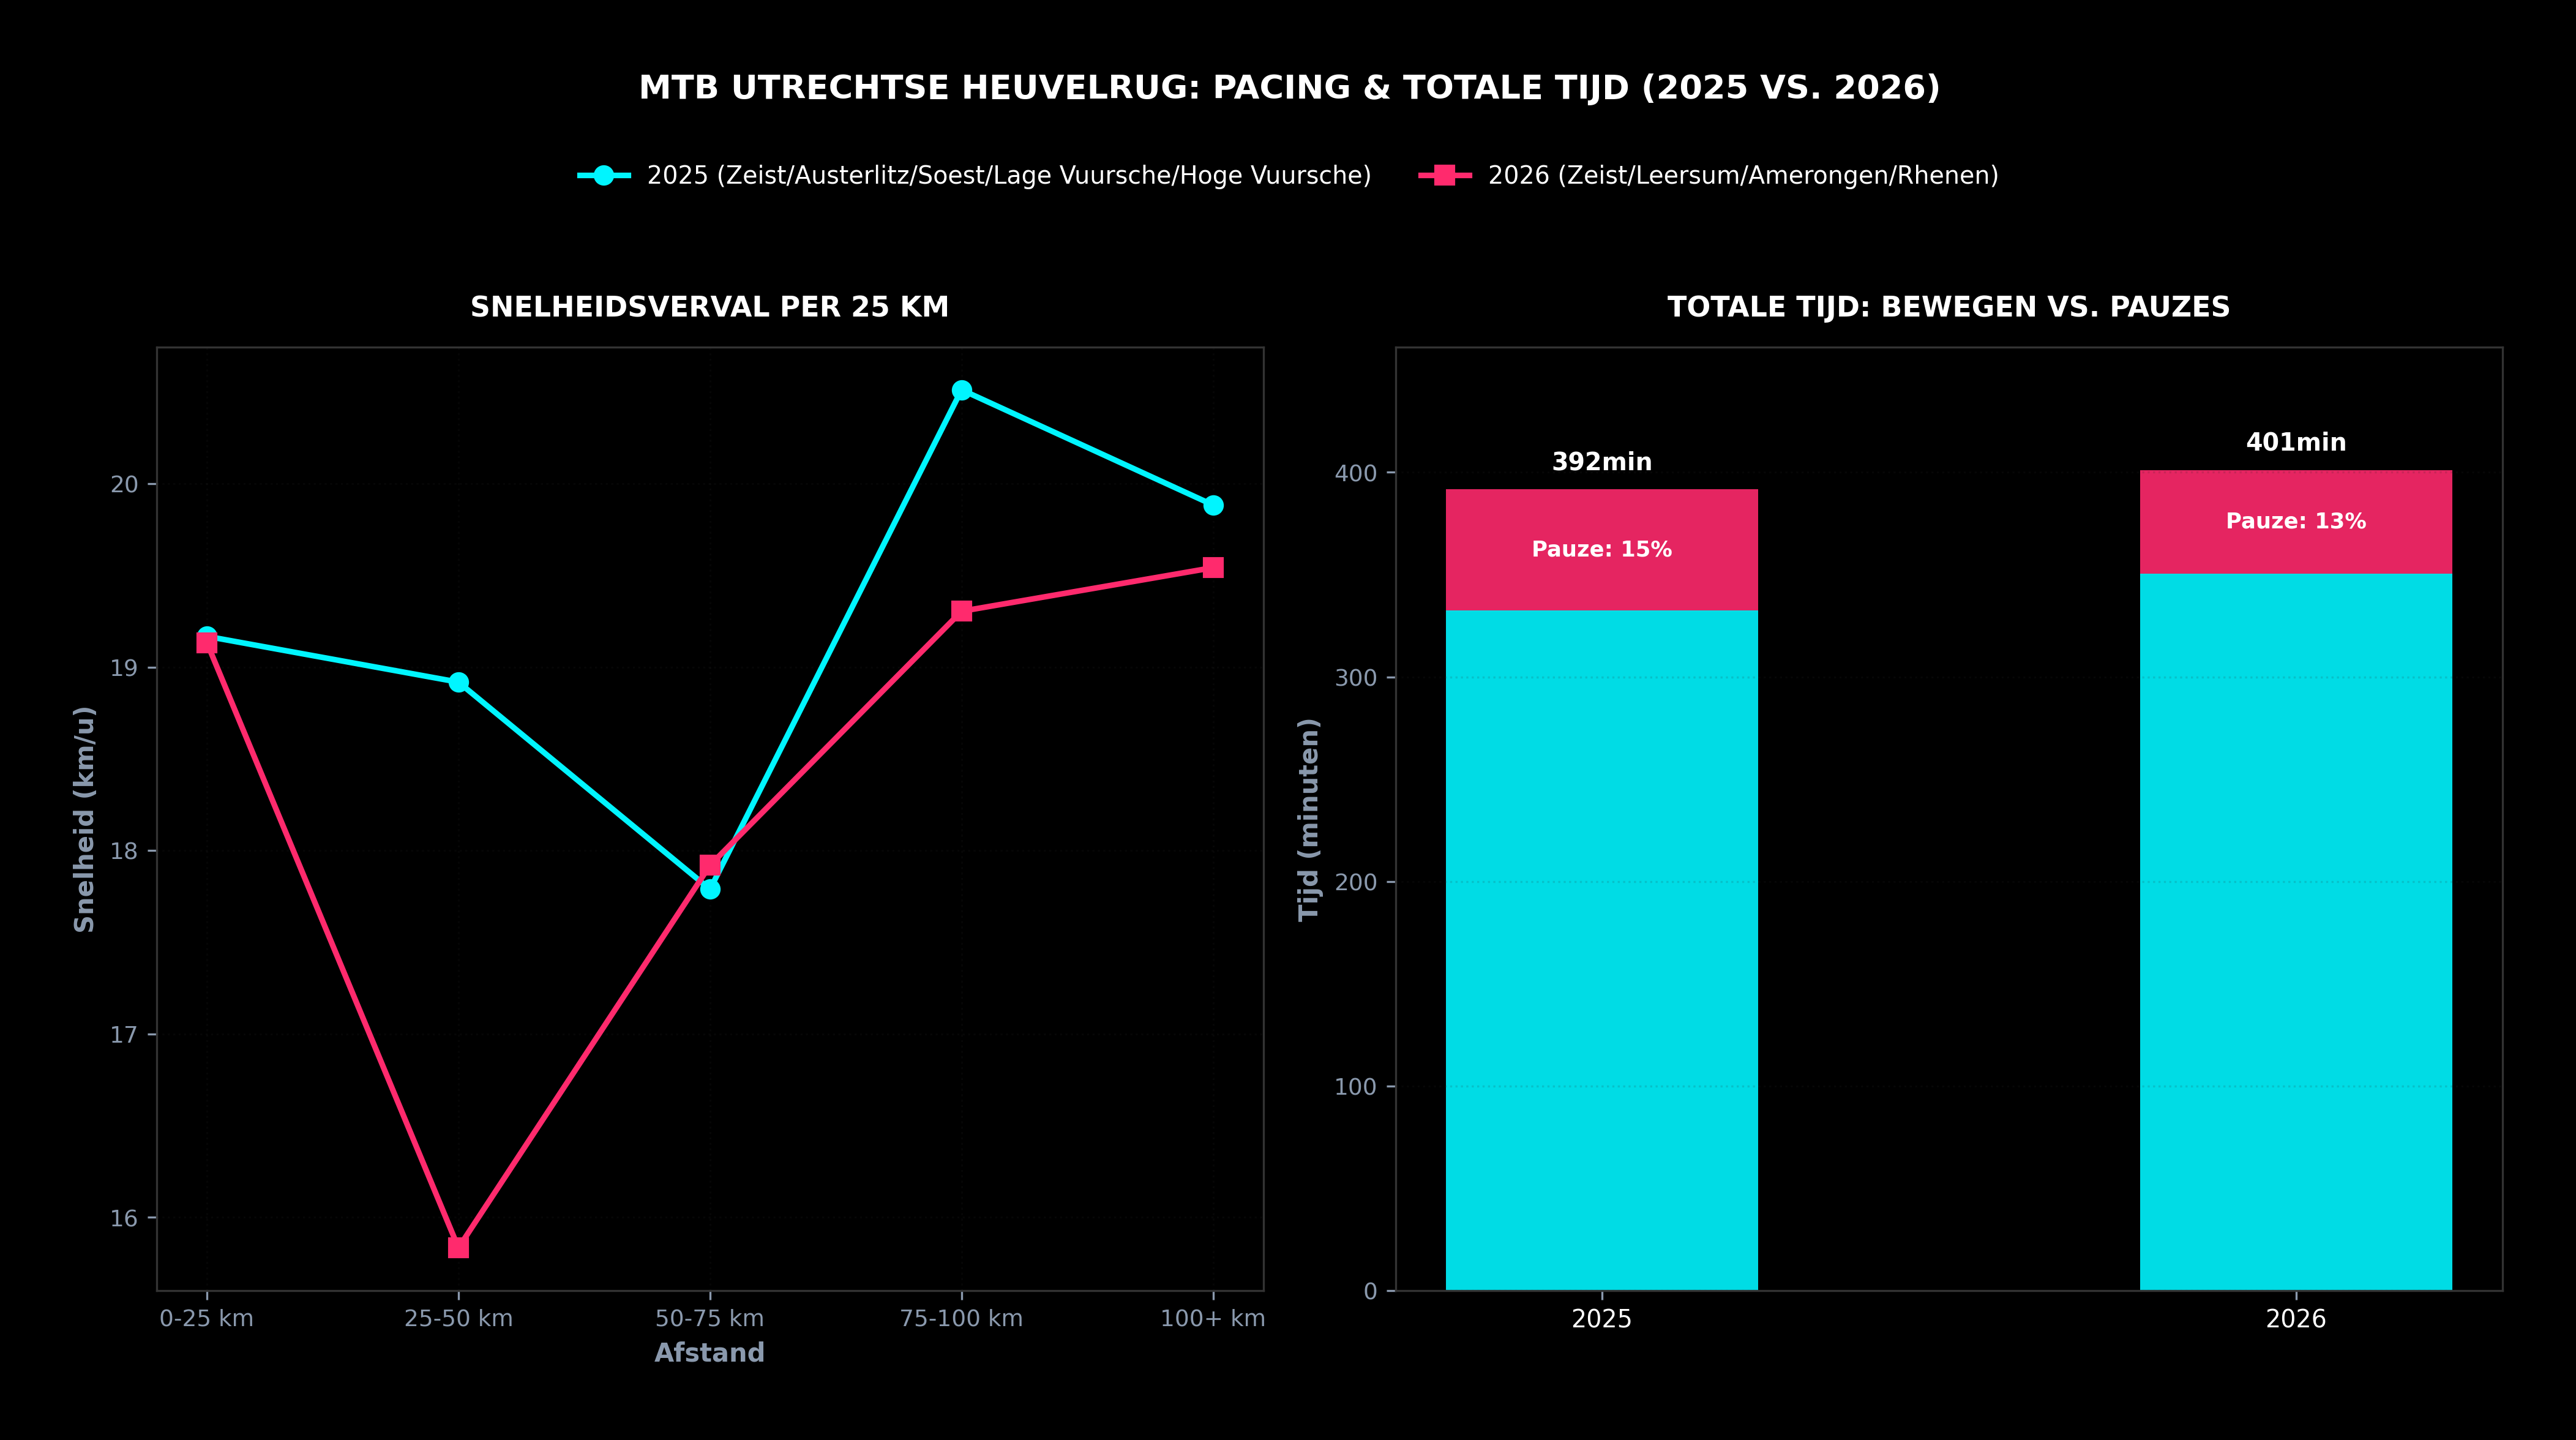 MTB UTRECHTSE HEUVELRUG: PACING & TOTALE TIJD (2025 VS. 2026)
2025 (Zeist/Austerlitz/Soest/Lage Vuursche/Hoge Vuursche)
2026 (Zeist/Leersum/Amerongen/Rhenen)
SNELHEIDSVERVAL PER 25 KM
Snelheid (km/u)
20
19
18
17
16
0-25 km
25-50 km
50-75 km
75-100 km
100+ km
Afstand
TOTALE TIJD: BEWEGEN VS. PAUZES
Tijd (minuten)
400
300
200
100
0
392min
Pauze: 15%
401min
Pauze: 13%
2025
2026